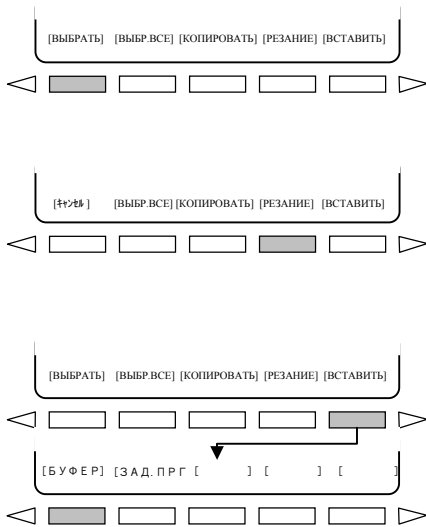 [ВЫБРАТЬ] [ВЫБР.ВСЕ] [КОПИРОВАТЬ] [РЕЗАНИЕ] [ВСТАВИТЬ]
[ｷｬﾝｾﾙ ] [ВЫБР.ВСЕ] [КОПИРОВАТЬ] [РЕЗАНИЕ] [ВСТАВИТЬ]
[ВЫБРАТЬ] [ВЫБР.ВСЕ] [КОПИРОВАТЬ] [РЕЗАНИЕ] [ВСТАВИТЬ]
[БУФЕР] [ЗАД.ПРГ [ ] [ ] [ ]